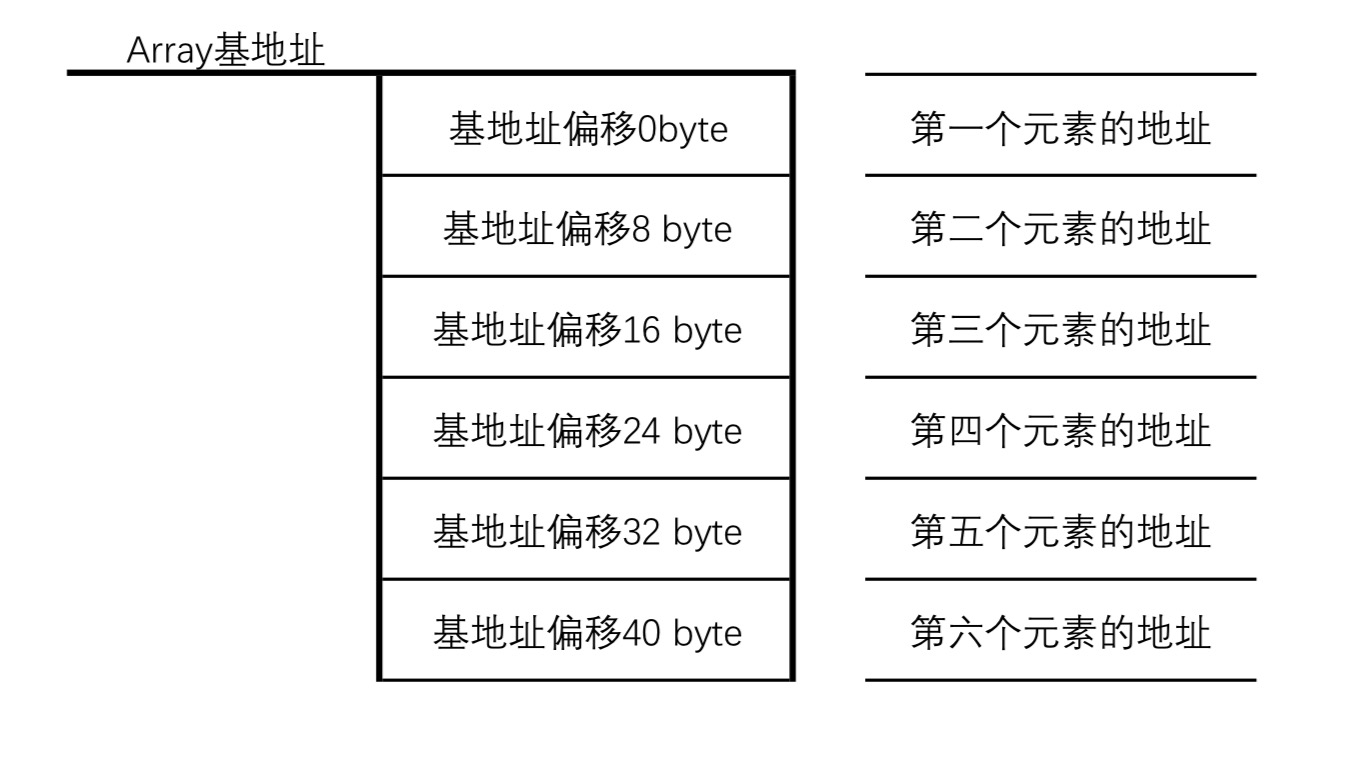 Array基地址
基地址偏移0byte 第一个元素的地址
基地址偏移8 byte 第二个元素的地址
基地址偏移16 byte 第三个元素的地址
基地址偏移24 byte 第四个元素的地址
基地址偏移32 byte 第五个元素的地址
基地址偏移40 byte 第六个元素的地址